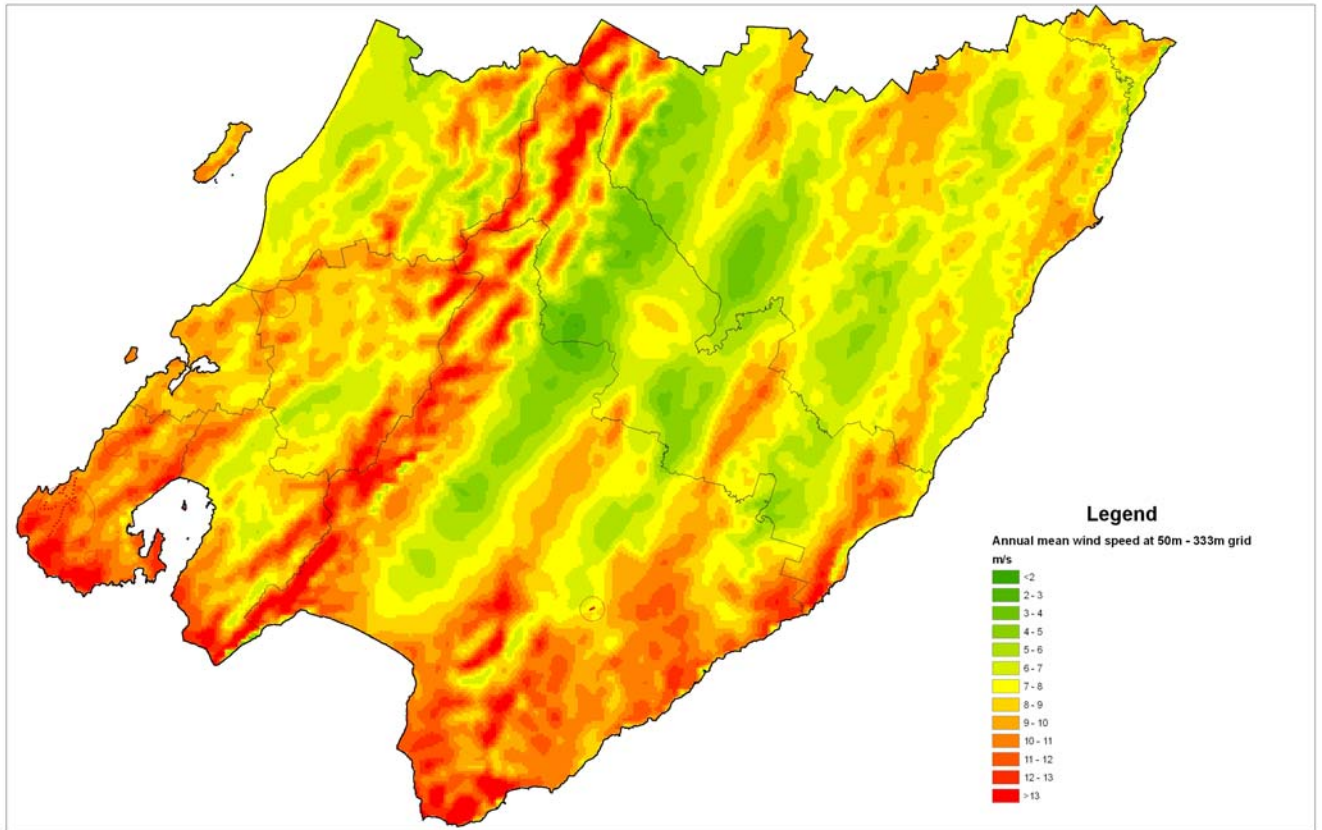 Legend
Annual mean wind speed at 50m - 333m grid
m/s
<2
2 - 3
3 - 4
4 - 5
5 - 6
6 - 7
7 - 8
8 - 9
9 - 10
10 - 11
11 - 12
12 - 13
>13